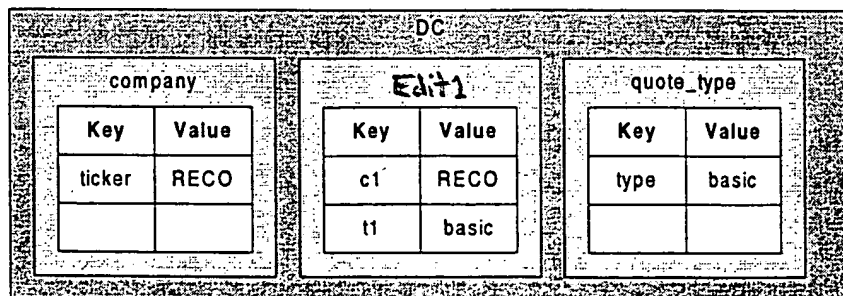 DC
company
Key Value
ticker RECO
Edit1
Key Value
c1 RECO
t1 basic
quote_type
Key Value
type basic